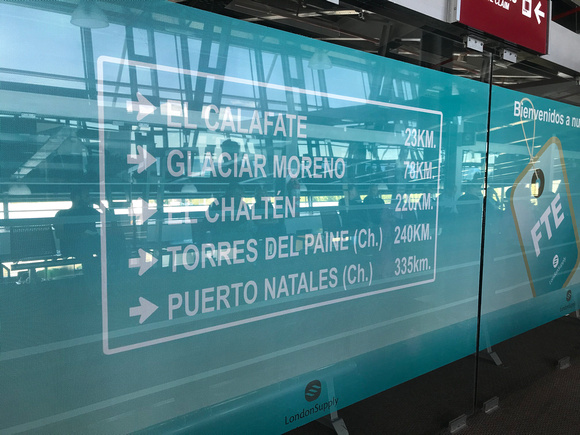 EL CALAFATE 23KM.
GLACIAR MORENO 78KM.
EL CHALTEN 220KM.
TORRES DEL PAINE (Ch.) 240KM.
PUERTO NATALES (Ch.) 335km.
Bienvenidos a nu
FTE
LondonSupply